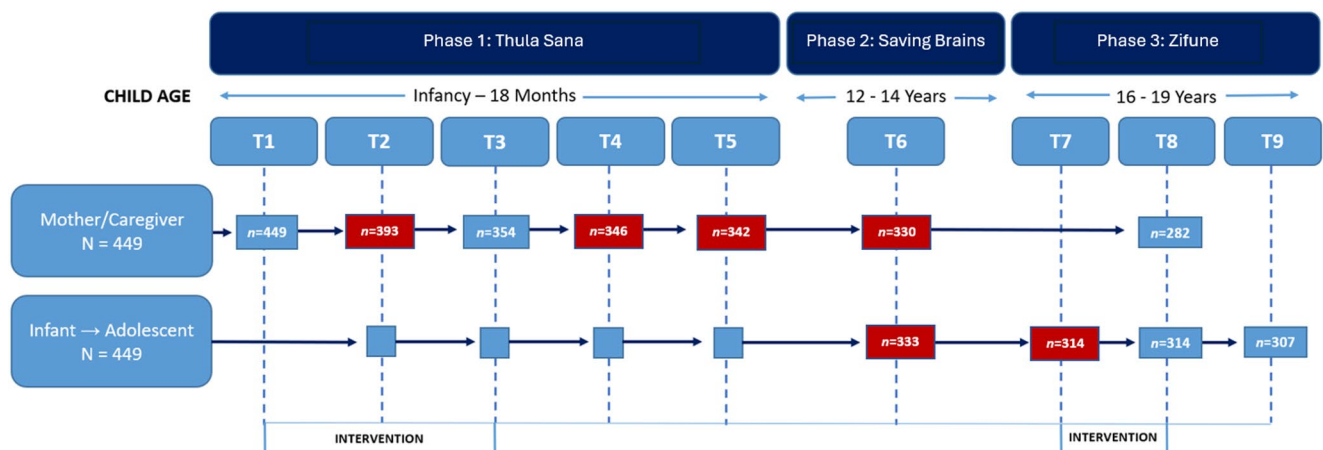 Phase 1: Thula Sana
Phase 2: Saving Brains
Phase 3: Zifune
CHILD AGE
Infancy – 18 Months
12 - 14 Years
16 - 19 Years
T1
T2
T3
T4
T5
T6
T7
T8
T9
Mother/Caregiver
N = 449
n=449
n=393
n=354
n=346
n=342
n=330
n=282
Infant → Adolescent
N = 449
n=333
n=314
n=314
n=307
INTERVENTION
INTERVENTION